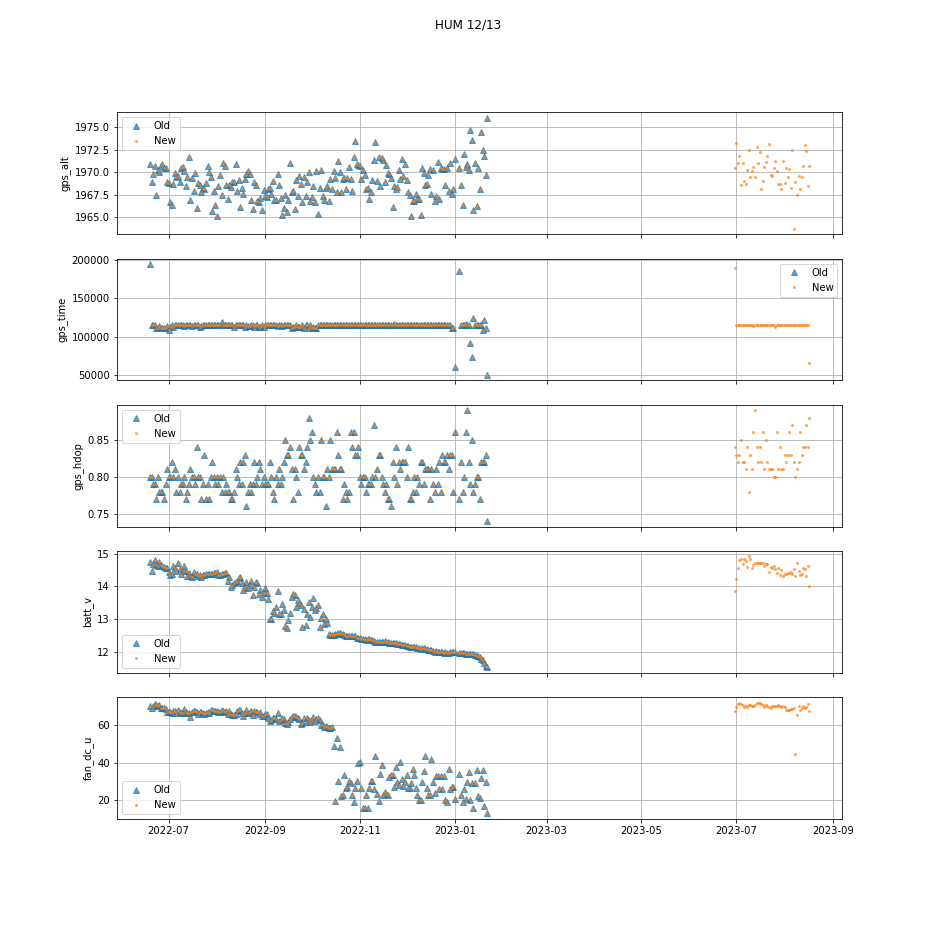 HUM 12/13
1975.0
1972.5
1970.0
1967.5
1965.0
gps_alt
Old
New
200000
150000
100000
50000
gps_time
Old
New
0.85
0.80
0.75
gps_hdop
Old
New
15
14
13
12
batt_v
Old
New
60
40
20
fan_dc_u
Old
New
2022-07 2022-09 2022-11 2023-01 2023-03 2023-05 2023-07 2023-09